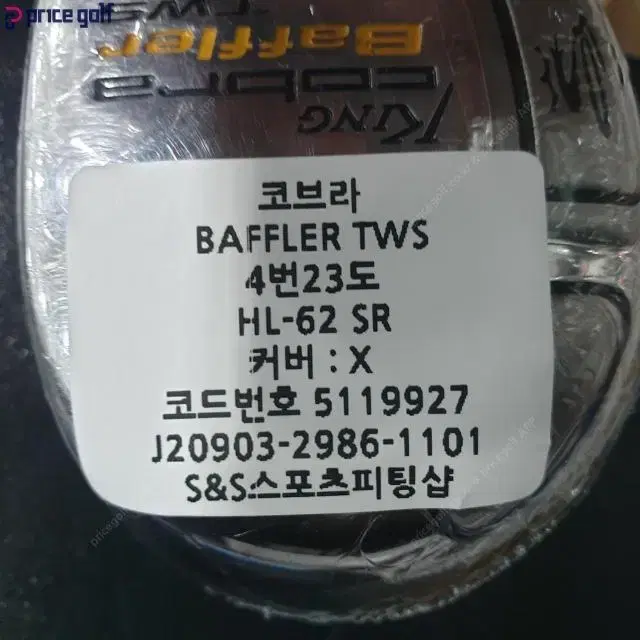 price golf
TWS
Baffler
cobra
KING
코브라
BAFFLER TWS
4번23도
HL-62 SR
커버 : X
코드번호 5119927
J20903-2986-1101
S&S스포츠피팅샵